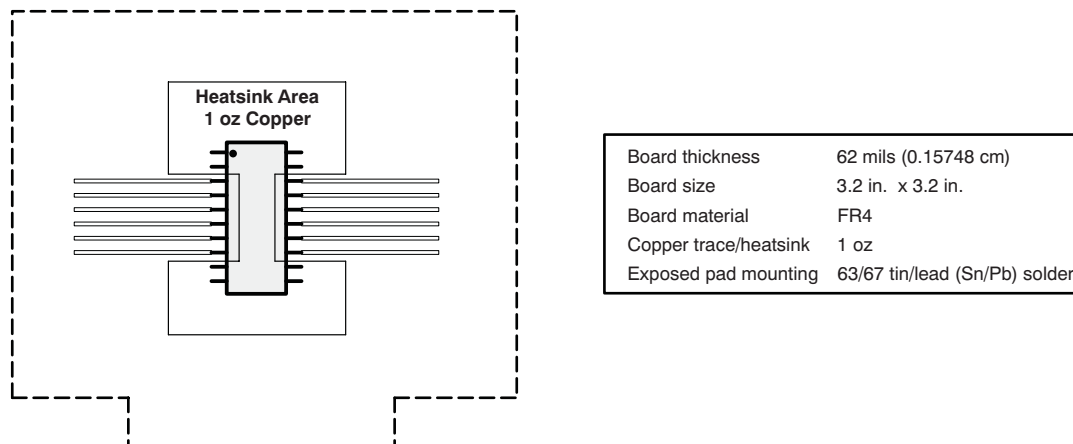 Heatsink Area
1 oz Copper
Board thickness 62 mils (0.15748 cm)
Board size 3.2 in. x 3.2 in.
Board material FR4
Copper trace/heatsink 1 oz
Exposed pad mounting 63/67 tin/lead (Sn/Pb) solder